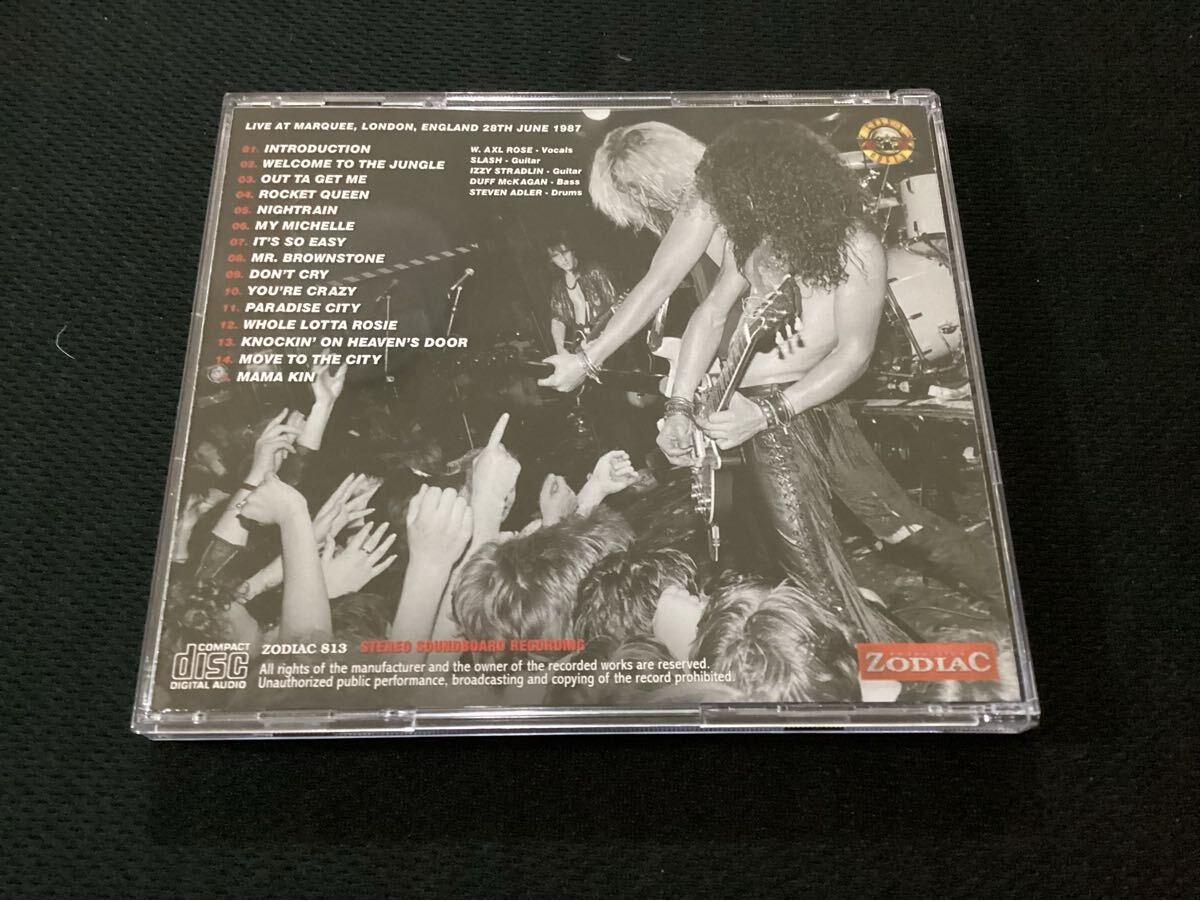 LIVE AT MARQUEE, LONDON, ENGLAND 28TH JUNE 1987
01. INTRODUCTION
02. WELCOME TO THE JUNGLE
03. OUT TA GET ME
04. ROCKET QUEEN
05. NIGHTRAIN
06. MY MICHELLE
07. IT'S SO EASY
08. MR. BROWNSTONE
09. DON'T CRY
10. YOU'RE CRAZY
11. PARADISE CITY
12. WHOLE LOTTA ROSIE
13. KNOCKIN' ON HEAVEN'S DOOR
14. MOVE TO THE CITY
MAMA KIN
W. AXL ROSE - Vocals
SLASH - Guitar
IZZY STRADLIN - Guitar
DUFF McKAGAN - Bass
STEVEN ADLER - Drums
COMPACT
disc
DIGITAL AUDIO
ZODIAC 813 STEREO SOUNDBOARD RECORDING
All rights of the manufacturer and the owner of the recorded works are reserved.
Unauthorized public performance, broadcasting and copying of the record prohibited.
ZODIAC